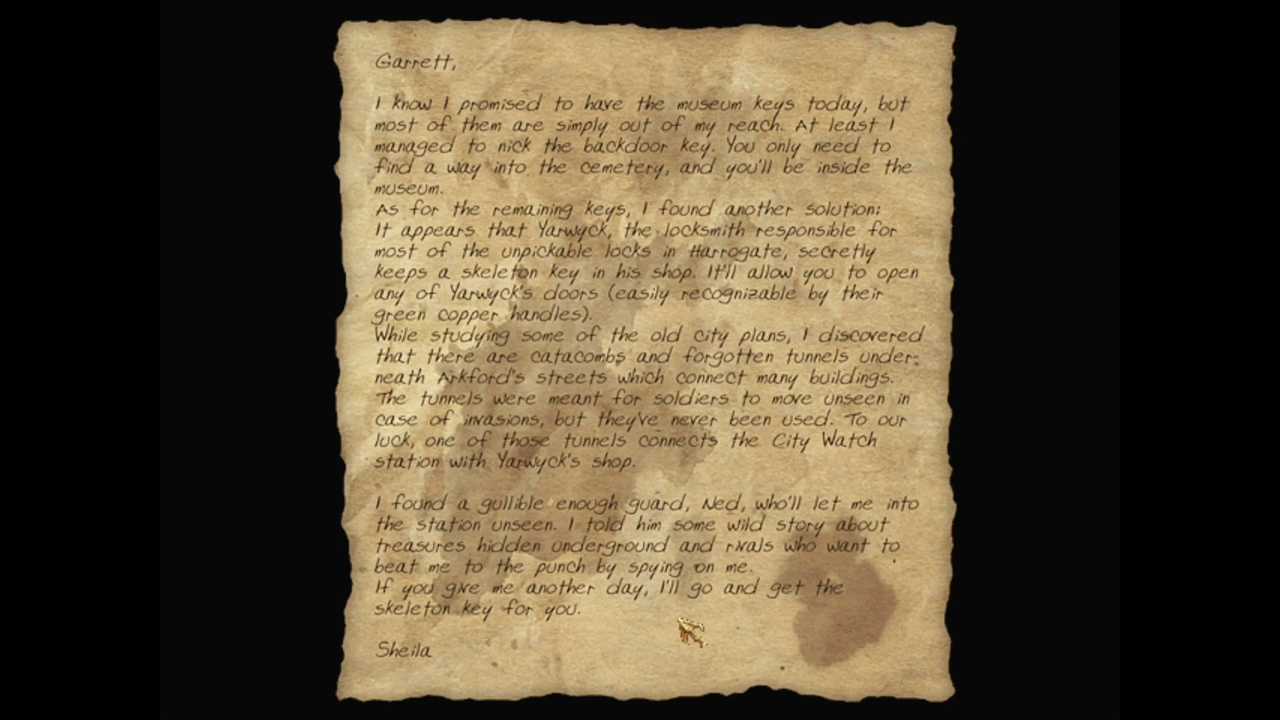 Garrett,
I know I promised to have the museum keys today, but
most of them are simply out of my reach. At least I
managed to nick the backdoor key. You only need to
find a way into the cemetery, and you'll be inside the
museum.
As for the remaining keys, I found another solution:
It appears that Yarwyck, the locksmith responsible for
most of the unpickable locks in Harrogate, secretly
keeps a skeleton key in his shop. It'll allow you to open
any of Yarwyck's doors (easily recognizable by their
green copper handles).
While studying some of the old city plans, I discovered
that there are catacombs and forgotten tunnels under-
neath Arkford's streets which connect many buildings.
The tunnels were meant for soldiers to move unseen in
case of invasions, but they've never been used. To our
luck, one of those tunnels connects the City Watch
station with Yarwyck's shop.
I found a gullible enough guard, Ned, who'll let me into
the station unseen. I told him some wild story about
treasures hidden underground and rivals who want to
beat me to the punch by spying on me.
If you give me another day, I'll go and get the
skeleton key for you.
Sheila